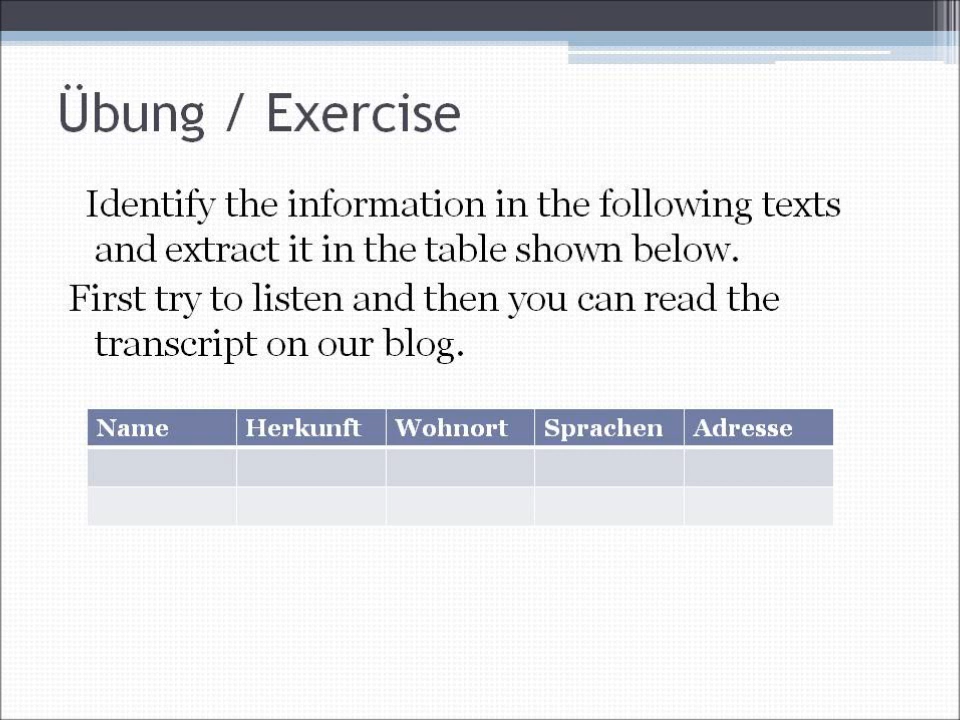 Übung / Exercise
Identify the information in the following texts
and extract it in the table shown below.
First try to listen and then you can read the
transcript on our blog.
Name Herkunft Wohnort Sprachen Adresse